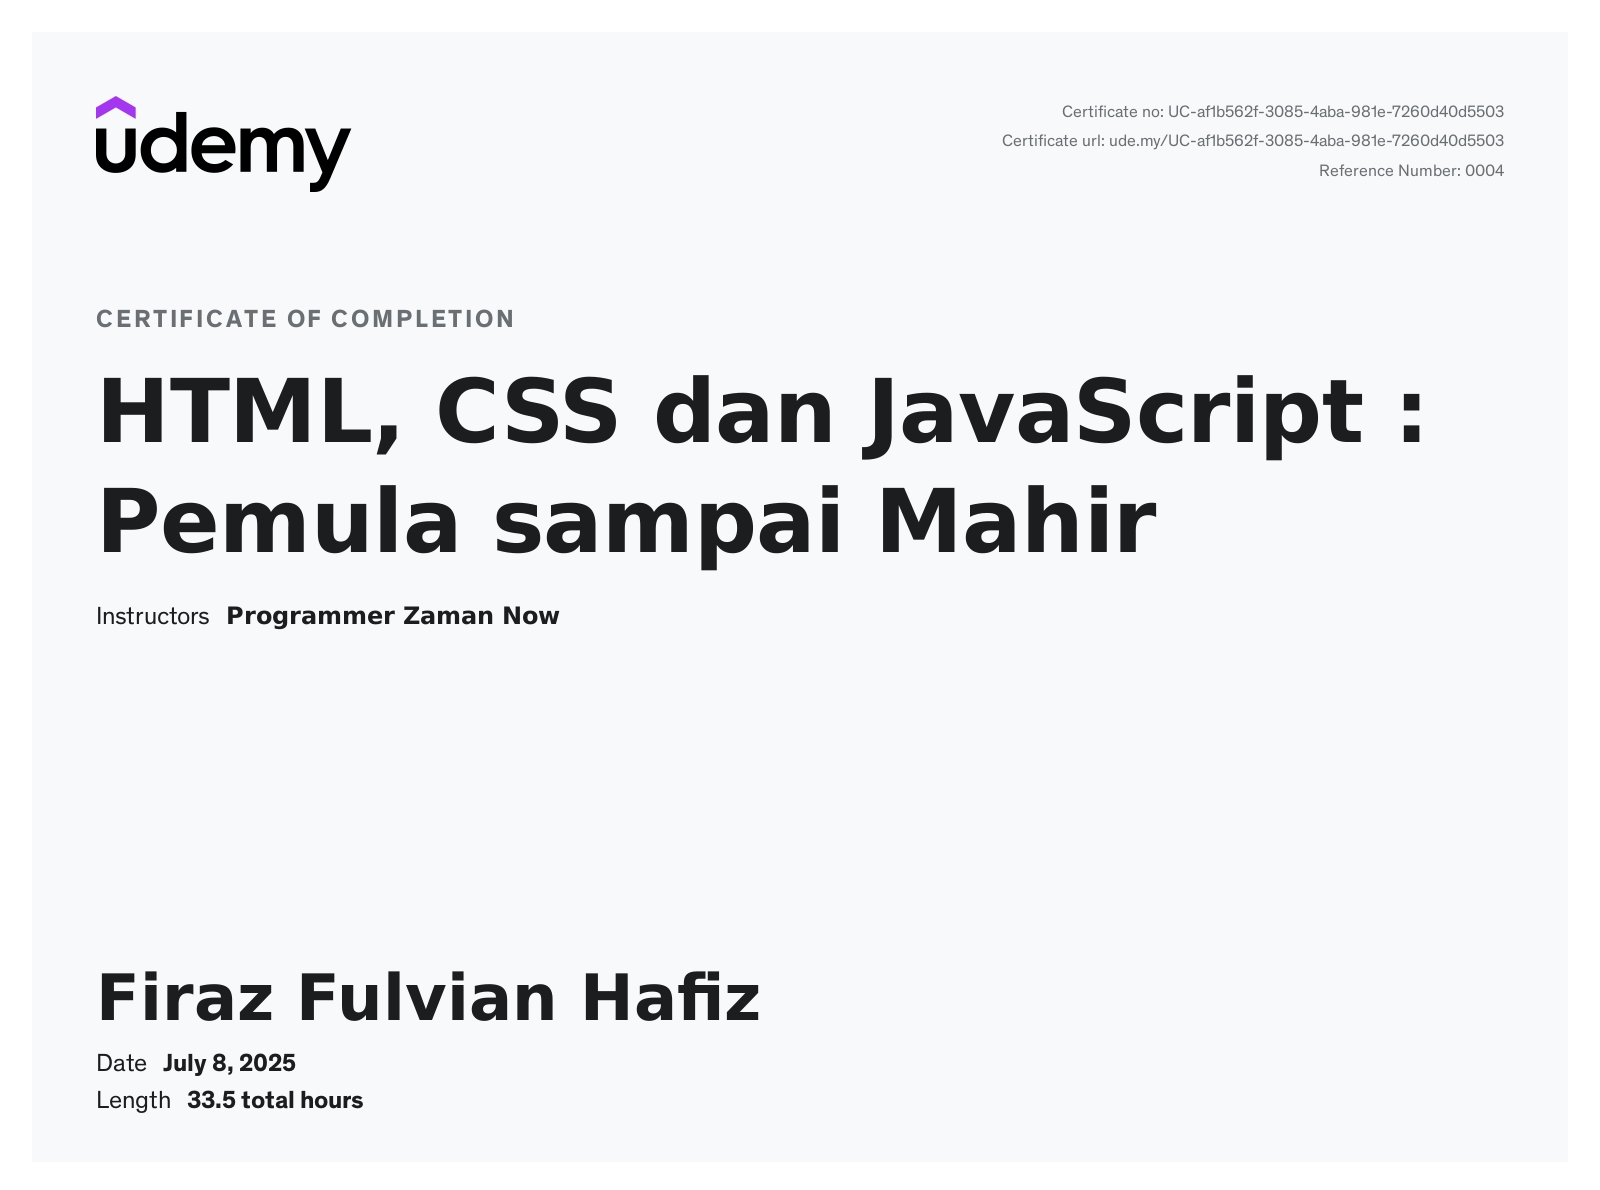 udemy
Certificate no: UC-af1b562f-3085-4aba-981e-7260d40d5503
Certificate url: ude.my/UC-af1b562f-3085-4aba-981e-7260d40d5503
Reference Number: 0004
CERTIFICATE OF COMPLETION
HTML, CSS dan JavaScript :
Pemula sampai Mahir
Instructors Programmer Zaman Now
Firaz Fulvian Hafiz
Date July 8, 2025
Length 33.5 total hours